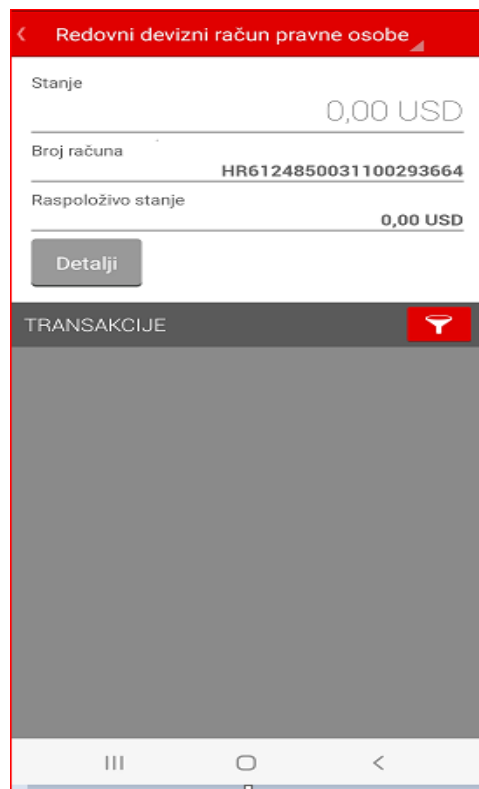 Redovni devizni račun pravne osobe
Stanje
0,00 USD
Broj računa
HR6124850031100293664
Raspoloživo stanje
0,00 USD
Detalji
TRANSAKCIJE